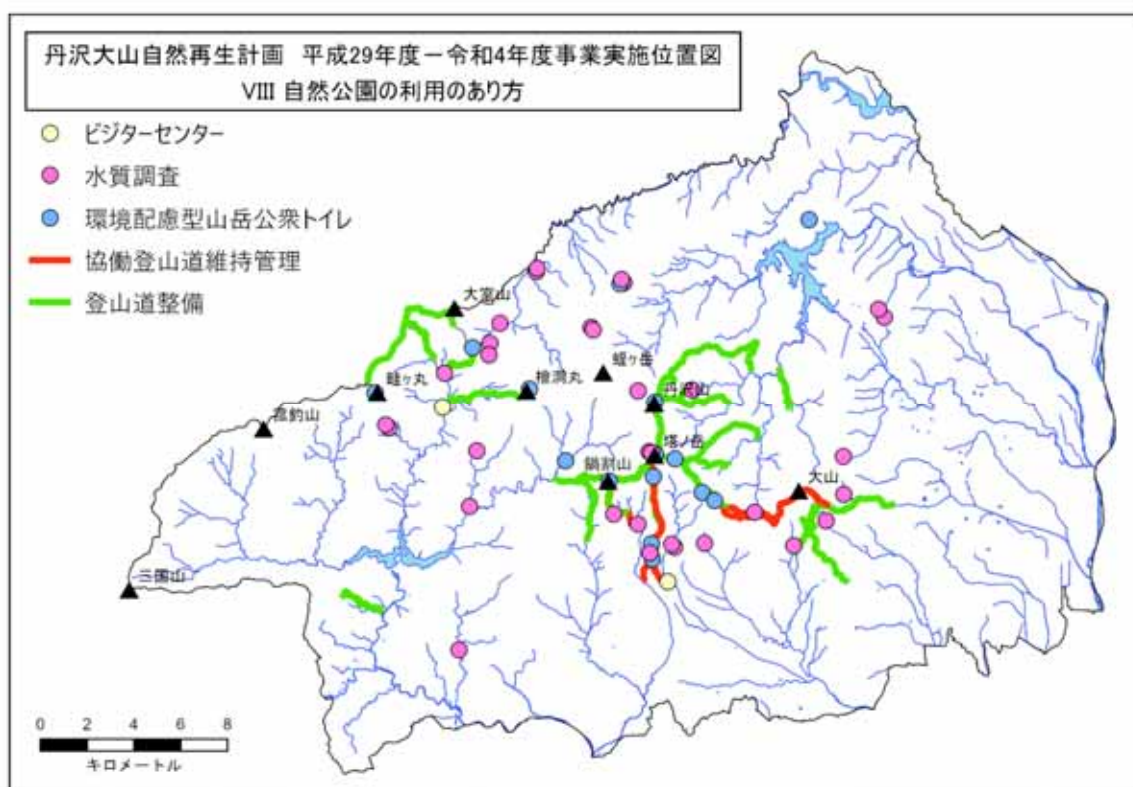 丹沢大山自然再生計画 平成29年度－令和4年度事業実施位置図
VIII 自然公園の利用のあり方
ビジターセンター
水質調査
環境配慮型山岳公衆トイレ
協働登山道維持管理
登山道整備
大室山
蛭ヶ岳
畦ヶ丸
檜洞丸
丹沢山
菰釣山
塔ノ岳
鍋割山
大山
三国山
0 2 4 6 8
キロメートル